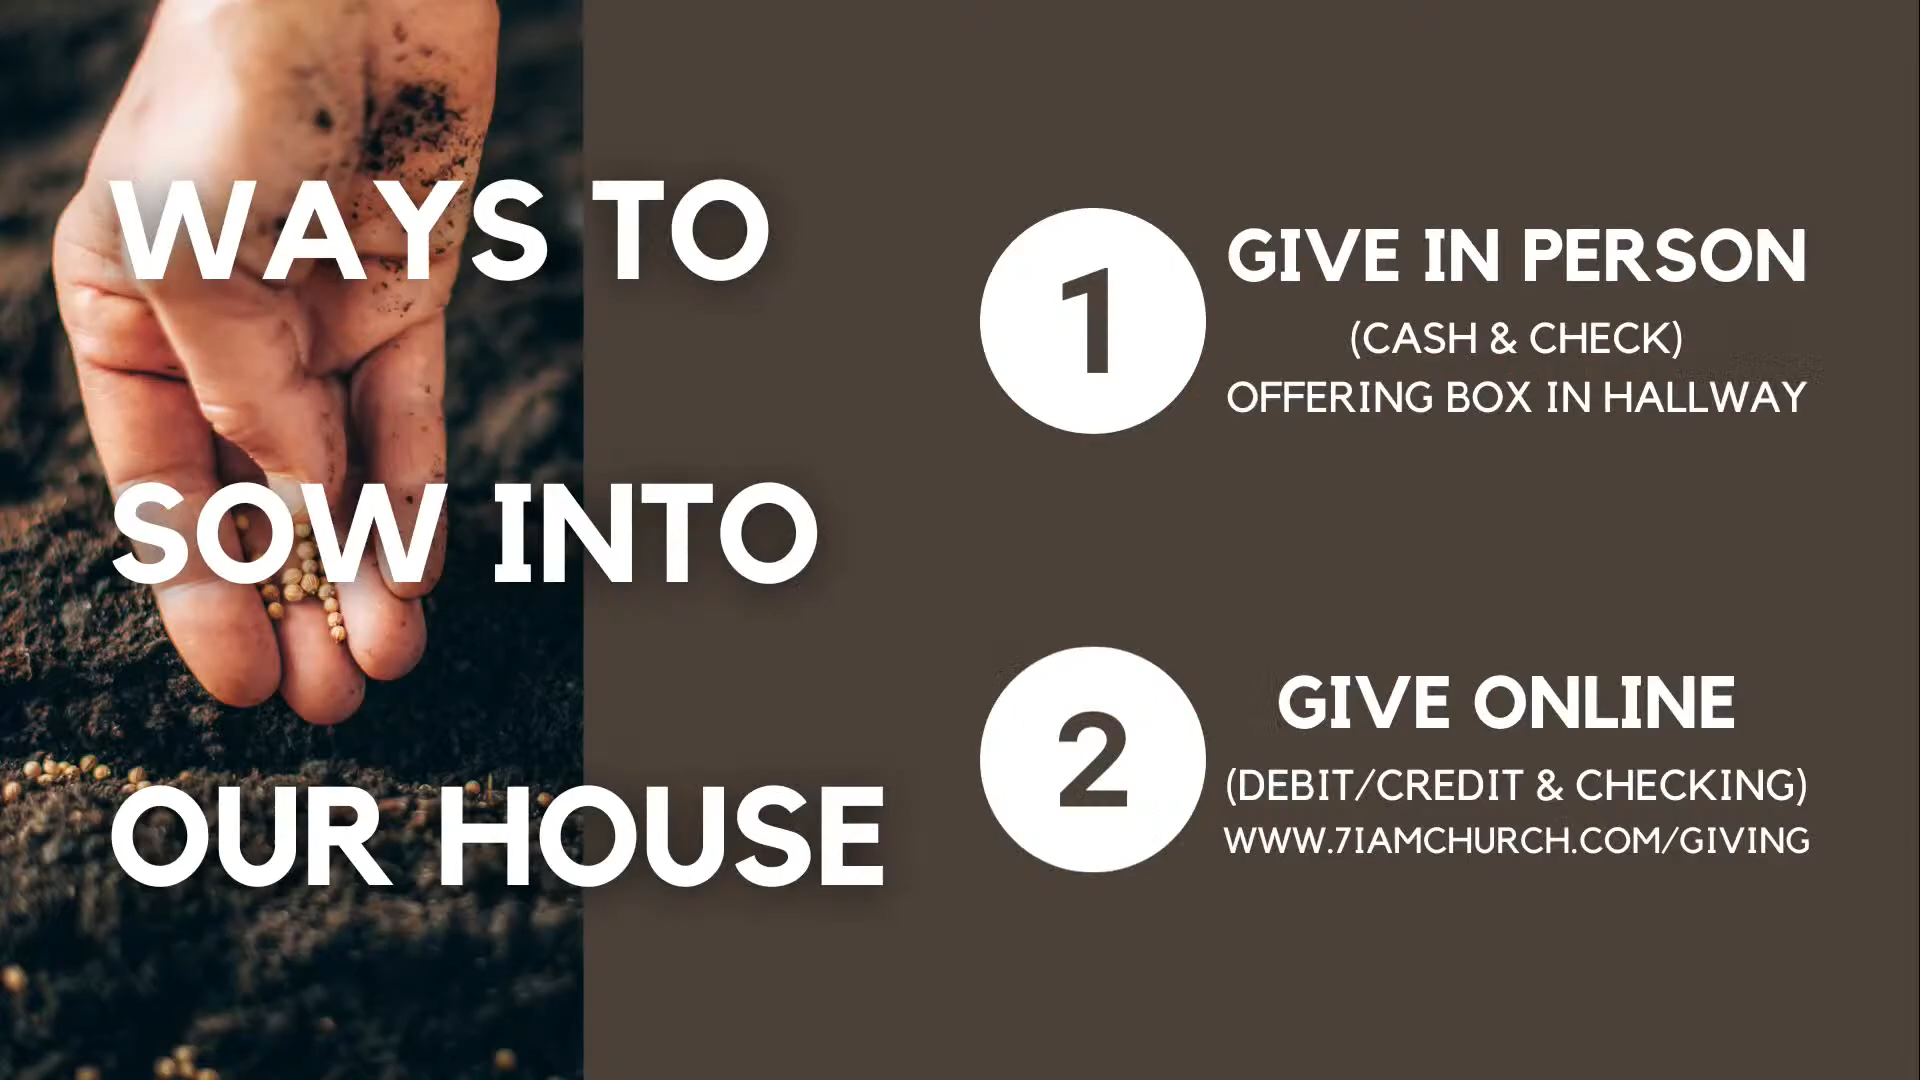 WAYS TO
SOW INTO
OUR HOUSE
1
GIVE IN PERSON
(CASH & CHECK)
OFFERING BOX IN HALLWAY
2
GIVE ONLINE
(DEBIT/CREDIT & CHECKING)
WWW.7IAMCHURCH.COM/GIVING